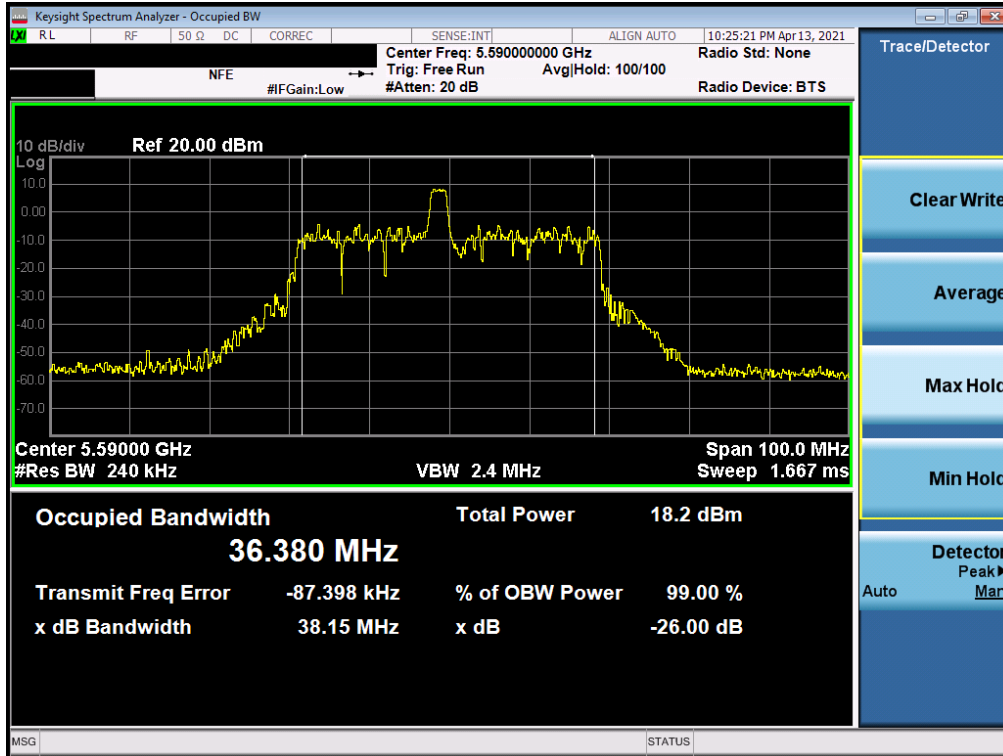 Keysight Spectrum Analyzer - Occupied BW
LXI RL RF 50 Ω DC CORREC SENSE:INT ALIGN AUTO 10:25:21 PM Apr 13, 2021
Center Freq: 5.590000000 GHz Radio Std: None
NFE Trig: Free Run Avg|Hold: 100/100
#IFGain:Low #Atten: 20 dB Radio Device: BTS
Trace/Detector
10 dB/div Ref 20.00 dBm
Log
10.0
0.00
-10.0
-20.0
-30.0
-40.0
-50.0
-60.0
-70.0
Center 5.59000 GHz Span 100.0 MHz
#Res BW 240 kHz VBW 2.4 MHz Sweep 1.667 ms
Occupied Bandwidth Total Power 18.2 dBm
36.380 MHz
Transmit Freq Error -87.398 kHz % of OBW Power 99.00 %
x dB Bandwidth 38.15 MHz x dB -26.00 dB
Clear Write
Average
Max Hold
Min Hold
Detector
Peak
Auto Man
MSG STATUS